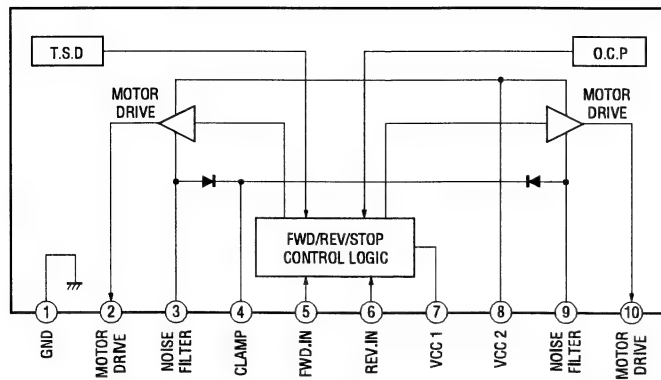 T.S.D
O.C.P
MOTOR
DRIVE
MOTOR
DRIVE
FWD/REV/STOP
CONTROL LOGIC
1
2
3
4
5
6
7
8
9
10
GND
MOTOR
DRIVE
NOISE
FILTER
CLAMP
FWD.IN
REV.IN
VCC 1
VCC 2
NOISE
FILTER
MOTOR
DRIVE